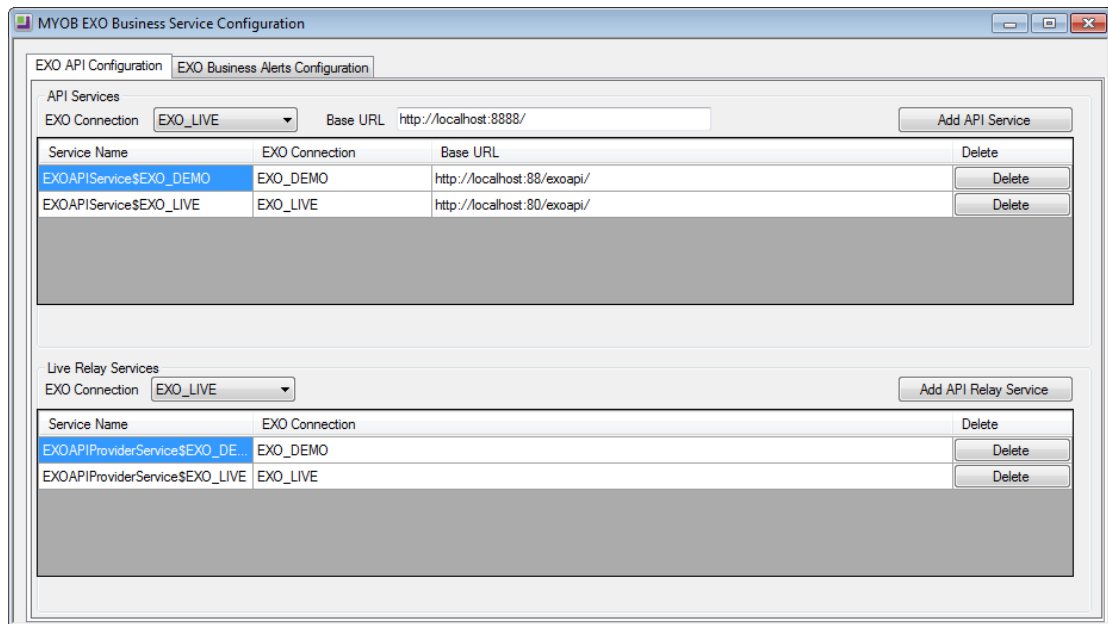 MYOB EXO Business Service Configuration
EXO API Configuration EXO Business Alerts Configuration
API Services
EXO Connection EXO_LIVE Base URL http://localhost:8888/ Add API Service
Service Name EXO Connection Base URL Delete
EXOAPIService$EXO_DEMO EXO_DEMO http://localhost:88/exoapi/ Delete
EXOAPIService$EXO_LIVE EXO_LIVE http://localhost:80/exoapi/ Delete
Live Relay Services
EXO Connection EXO_LIVE Add API Relay Service
Service Name EXO Connection Delete
EXOAPIProviderService$EXO_DE... EXO_DEMO Delete
EXOAPIProviderService$EXO_LIVE EXO_LIVE Delete